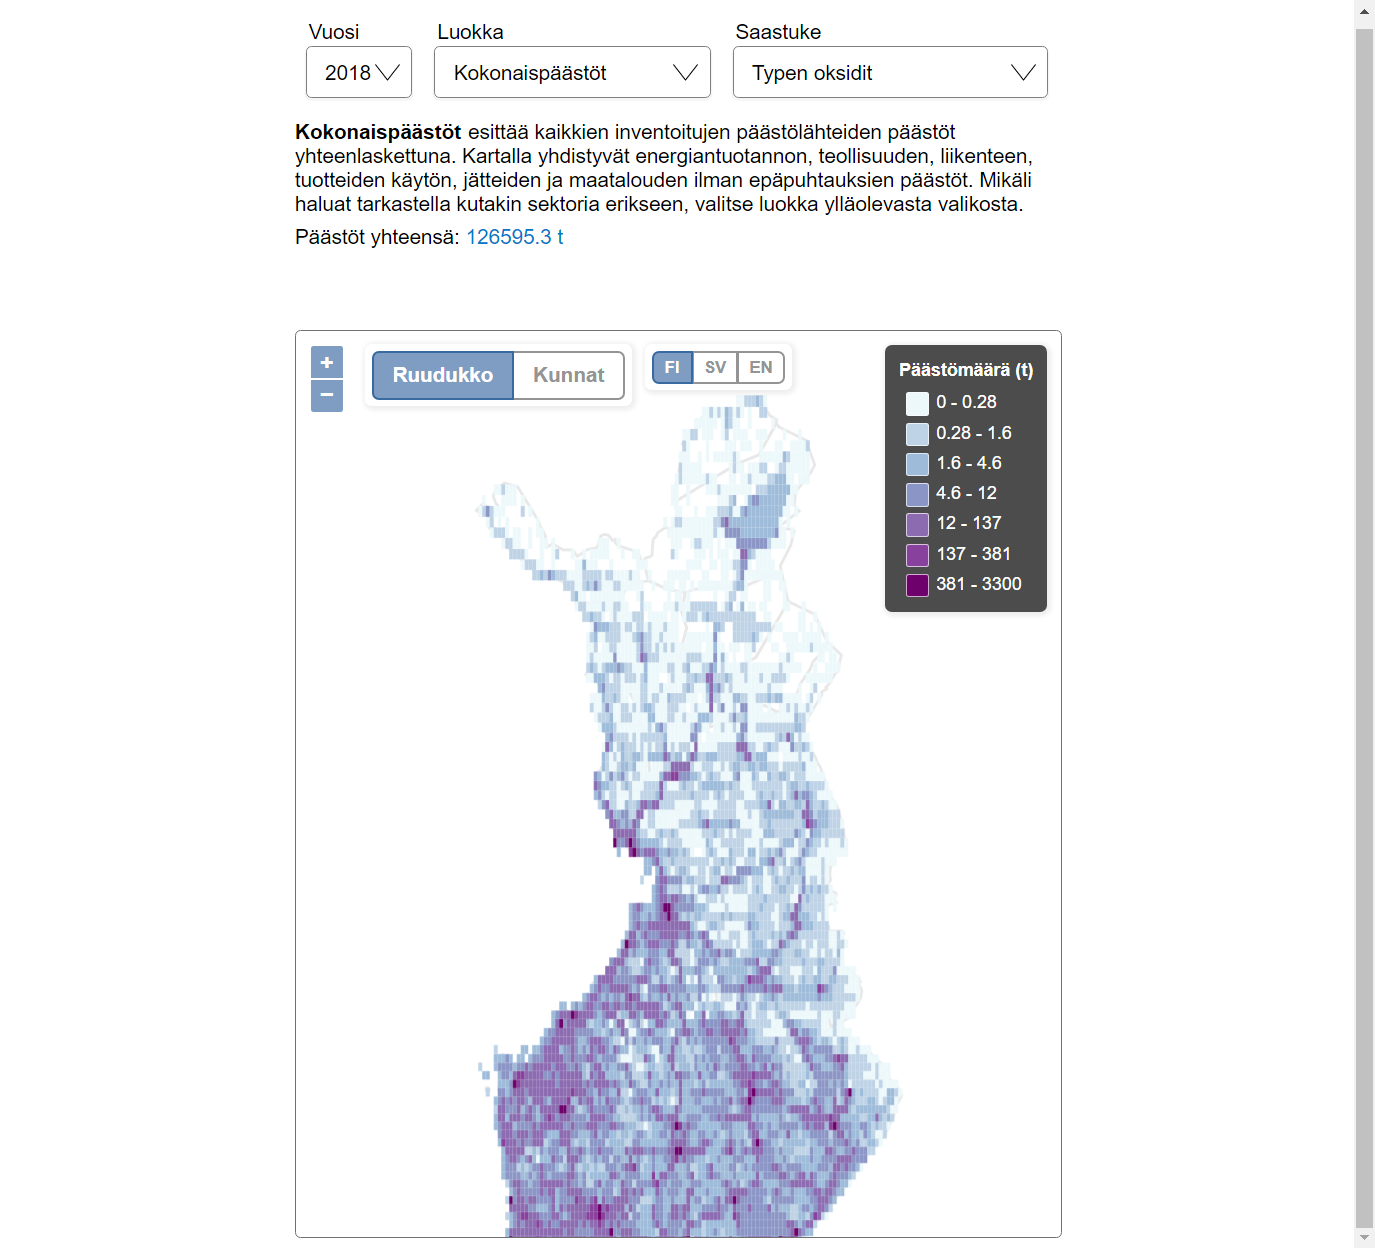 Vuosi
Luokka
Saastuke
2018
Kokonaispäästöt
Typen oksidit
Kokonaispäästöt esittää kaikkien inventoitujen päästölähteiden päästöt
yhteenlaskettuna. Kartalla yhdistyvät energiantuotannon, teollisuuden, liikenteen,
tuotteiden käytön, jätteiden ja maatalouden ilman epäpuhtauksien päästöt. Mikäli
haluat tarkastella kutakin sektoria erikseen, valitse luokka ylläolevasta valikosta.
Päästöt yhteensä: 126595.3 t
+
−
Ruudukko
Kunnat
FI
SV
EN
Päästömäärä (t)
0 - 0.28
0.28 - 1.6
1.6 - 4.6
4.6 - 12
12 - 137
137 - 381
381 - 3300